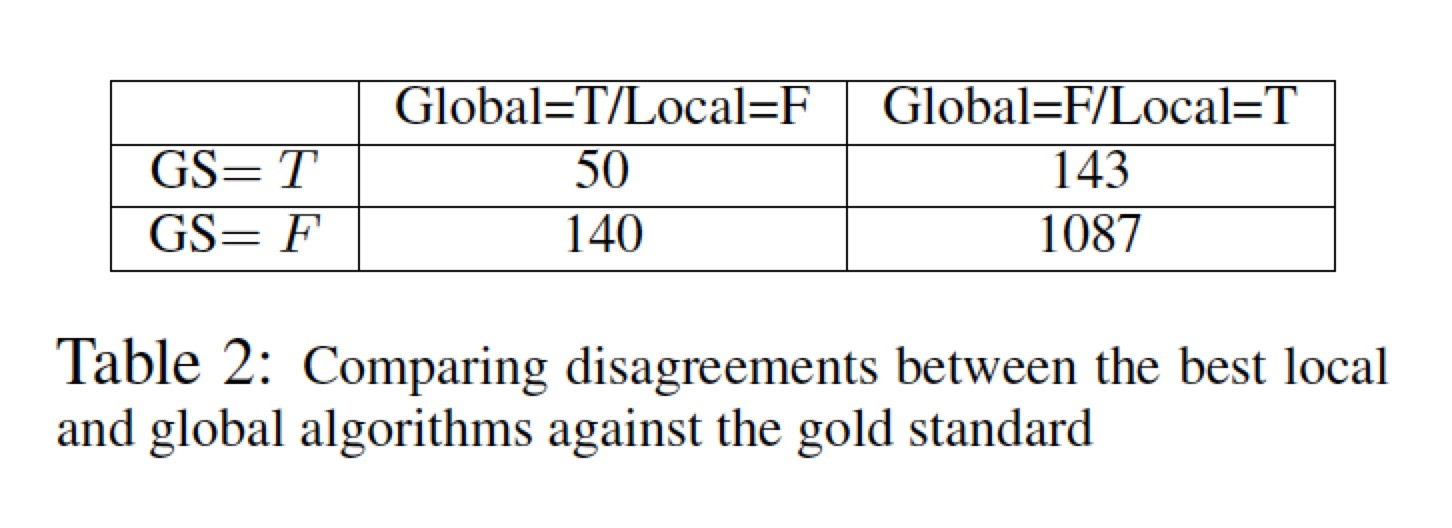 Global=T/Local=F Global=F/Local=T
GS= T 50 143
GS= F 140 1087
Table 2: Comparing disagreements between the best local
and global algorithms against the gold standard